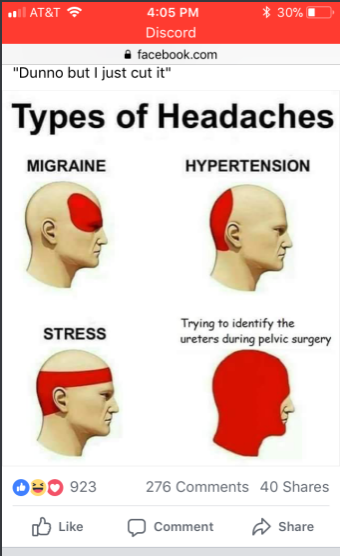 AT&T 4:05 PM 30%
Discord
facebook.com
"Dunno but I just cut it"
Types of Headaches
MIGRAINE HYPERTENSION
STRESS
Trying to identify the
ureters during pelvic surgery
923 276 Comments 40 Shares
Like Comment Share